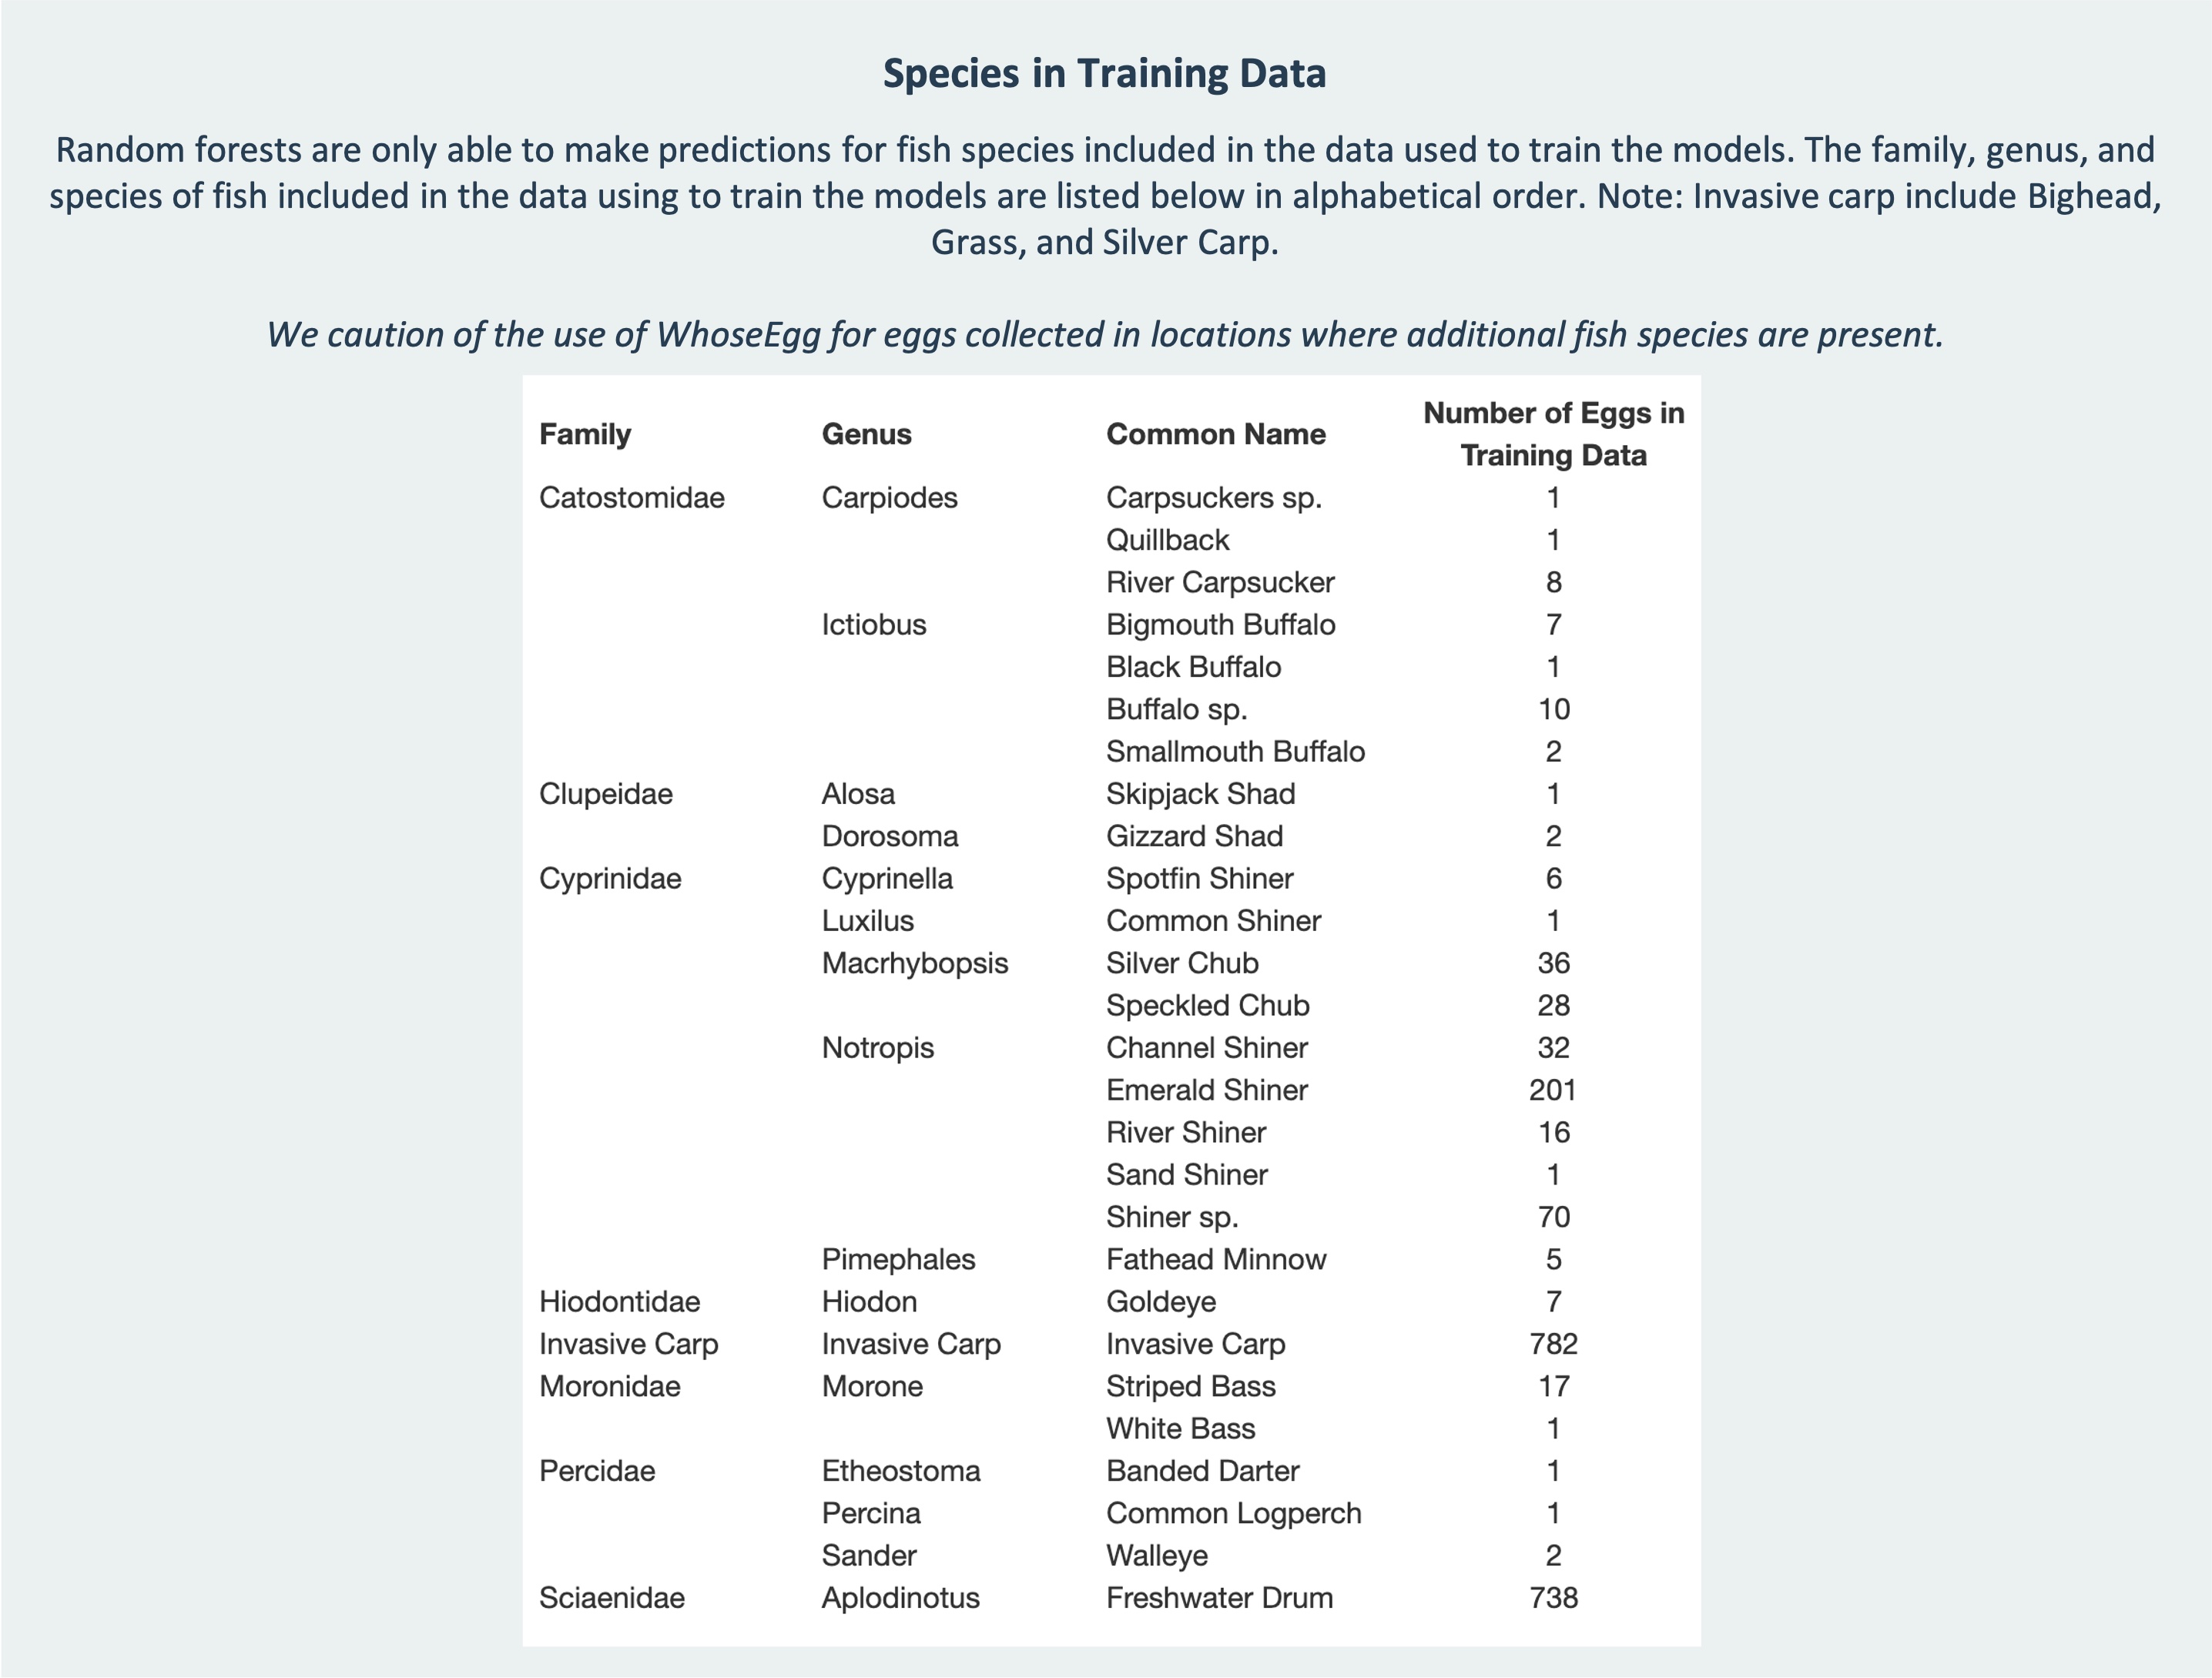 Species in Training Data
Random forests are only able to make predictions for fish species included in the data used to train the models. The family, genus, and
species of fish included in the data using to train the models are listed below in alphabetical order. Note: Invasive carp include Bighead,
Grass, and Silver Carp.
We caution of the use of WhoseEgg for eggs collected in locations where additional fish species are present.
Family Genus Common Name Number of Eggs in
Training Data
Catostomidae Carpiodes Carpsuckers sp. 1
Quillback 1
River Carpsucker 8
Ictiobus Bigmouth Buffalo 7
Black Buffalo 1
Buffalo sp. 10
Smallmouth Buffalo 2
Clupeidae Alosa Skipjack Shad 1
Dorosoma Gizzard Shad 2
Cyprinidae Cyprinella Spotfin Shiner 6
Luxilus Common Shiner 1
Macrhybopsis Silver Chub 36
Speckled Chub 28
Notropis Channel Shiner 32
Emerald Shiner 201
River Shiner 16
Sand Shiner 1
Shiner sp. 70
Pimephales Fathead Minnow 5
Hiodontidae Hiodon Goldeye 7
Invasive Carp Invasive Carp Invasive Carp 782
Moronidae Morone Striped Bass 17
White Bass 1
Percidae Etheostoma Banded Darter 1
Percina Common Logperch 1
Sander Walleye 2
Sciaenidae Aplodinotus Freshwater Drum 738